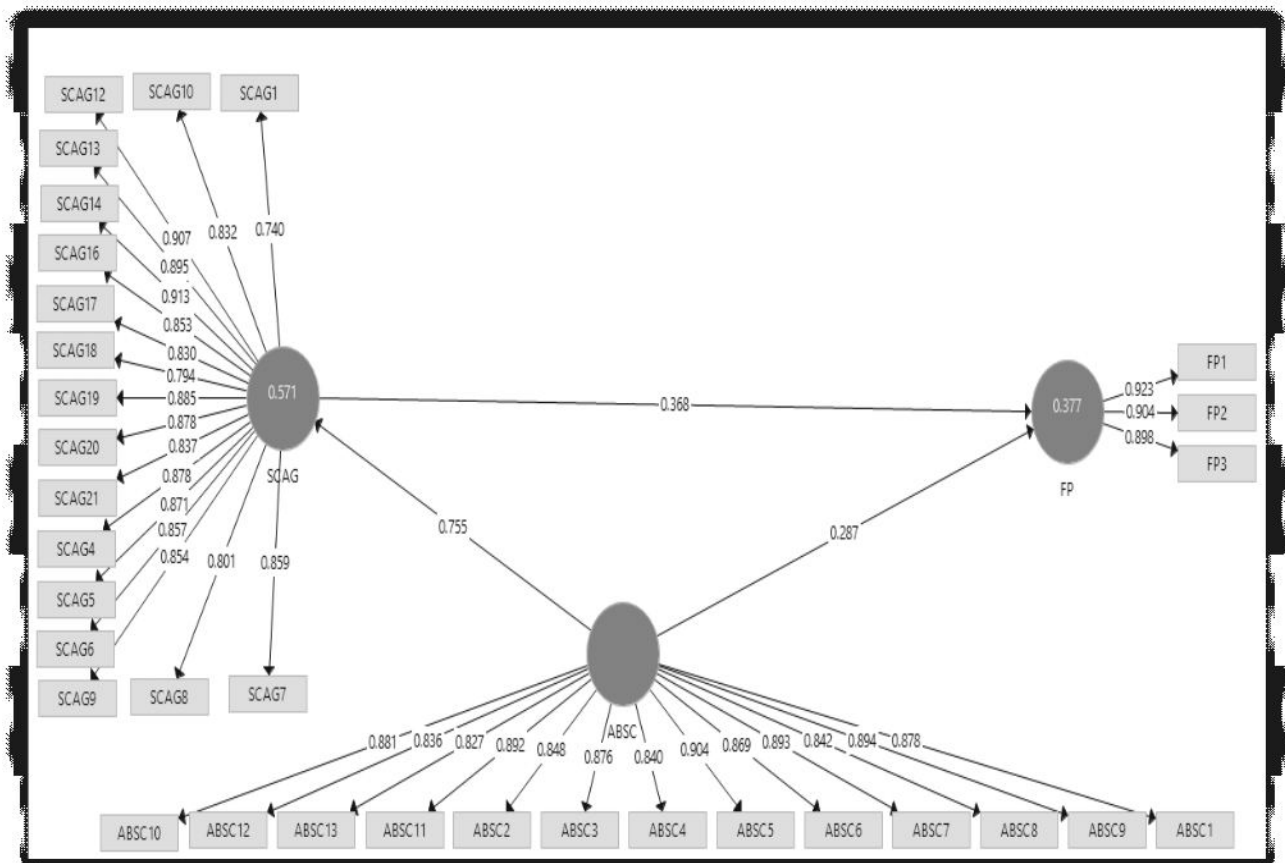 SCAG12
SCAG10
SCAG1
SCAG13
SCAG14
SCAG16
SCAG17
SCAG18
SCAG19
SCAG20
SCAG21
SCAG4
SCAG5
SCAG6
SCAG9
SCAG8
SCAG7
0.907
0.832
0.740
0.895
0.913
0.853
0.830
0.794
0.885
0.878
0.837
0.878
0.871
0.857
0.854
0.801
0.859
0.571
SCAG
0.368
0.755
0.287
0.377
FP
0.923
0.904
0.898
FP1
FP2
FP3
ABSC
0.881
0.836
0.827
0.892
0.848
0.876
0.840
0.904
0.869
0.893
0.842
0.894
0.878
ABSC10
ABSC12
ABSC13
ABSC11
ABSC2
ABSC3
ABSC4
ABSC5
ABSC6
ABSC7
ABSC8
ABSC9
ABSC1